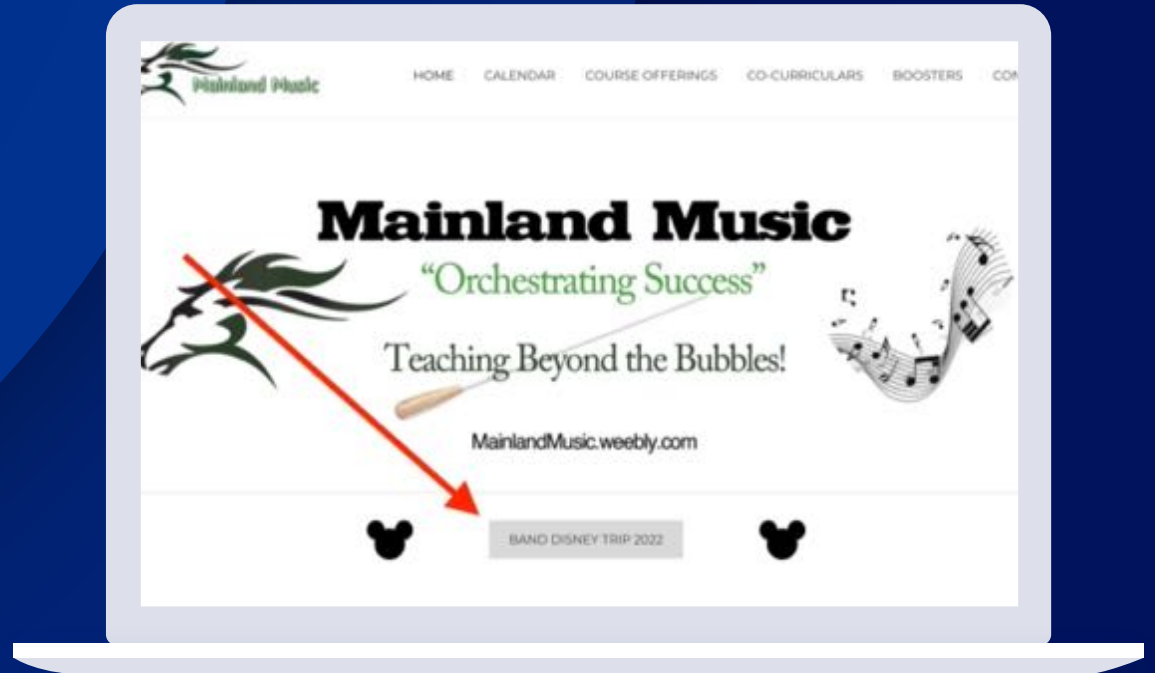 Mainland Music
HOME CALENDAR COURSE OFFERINGS CO-CURRICULARS BOOSTERS CON
Mainland Music
“Orchestrating Success”
Teaching Beyond the Bubbles!
MainlandMusic.weebly.com
BAND DISNEY TRIP 2022